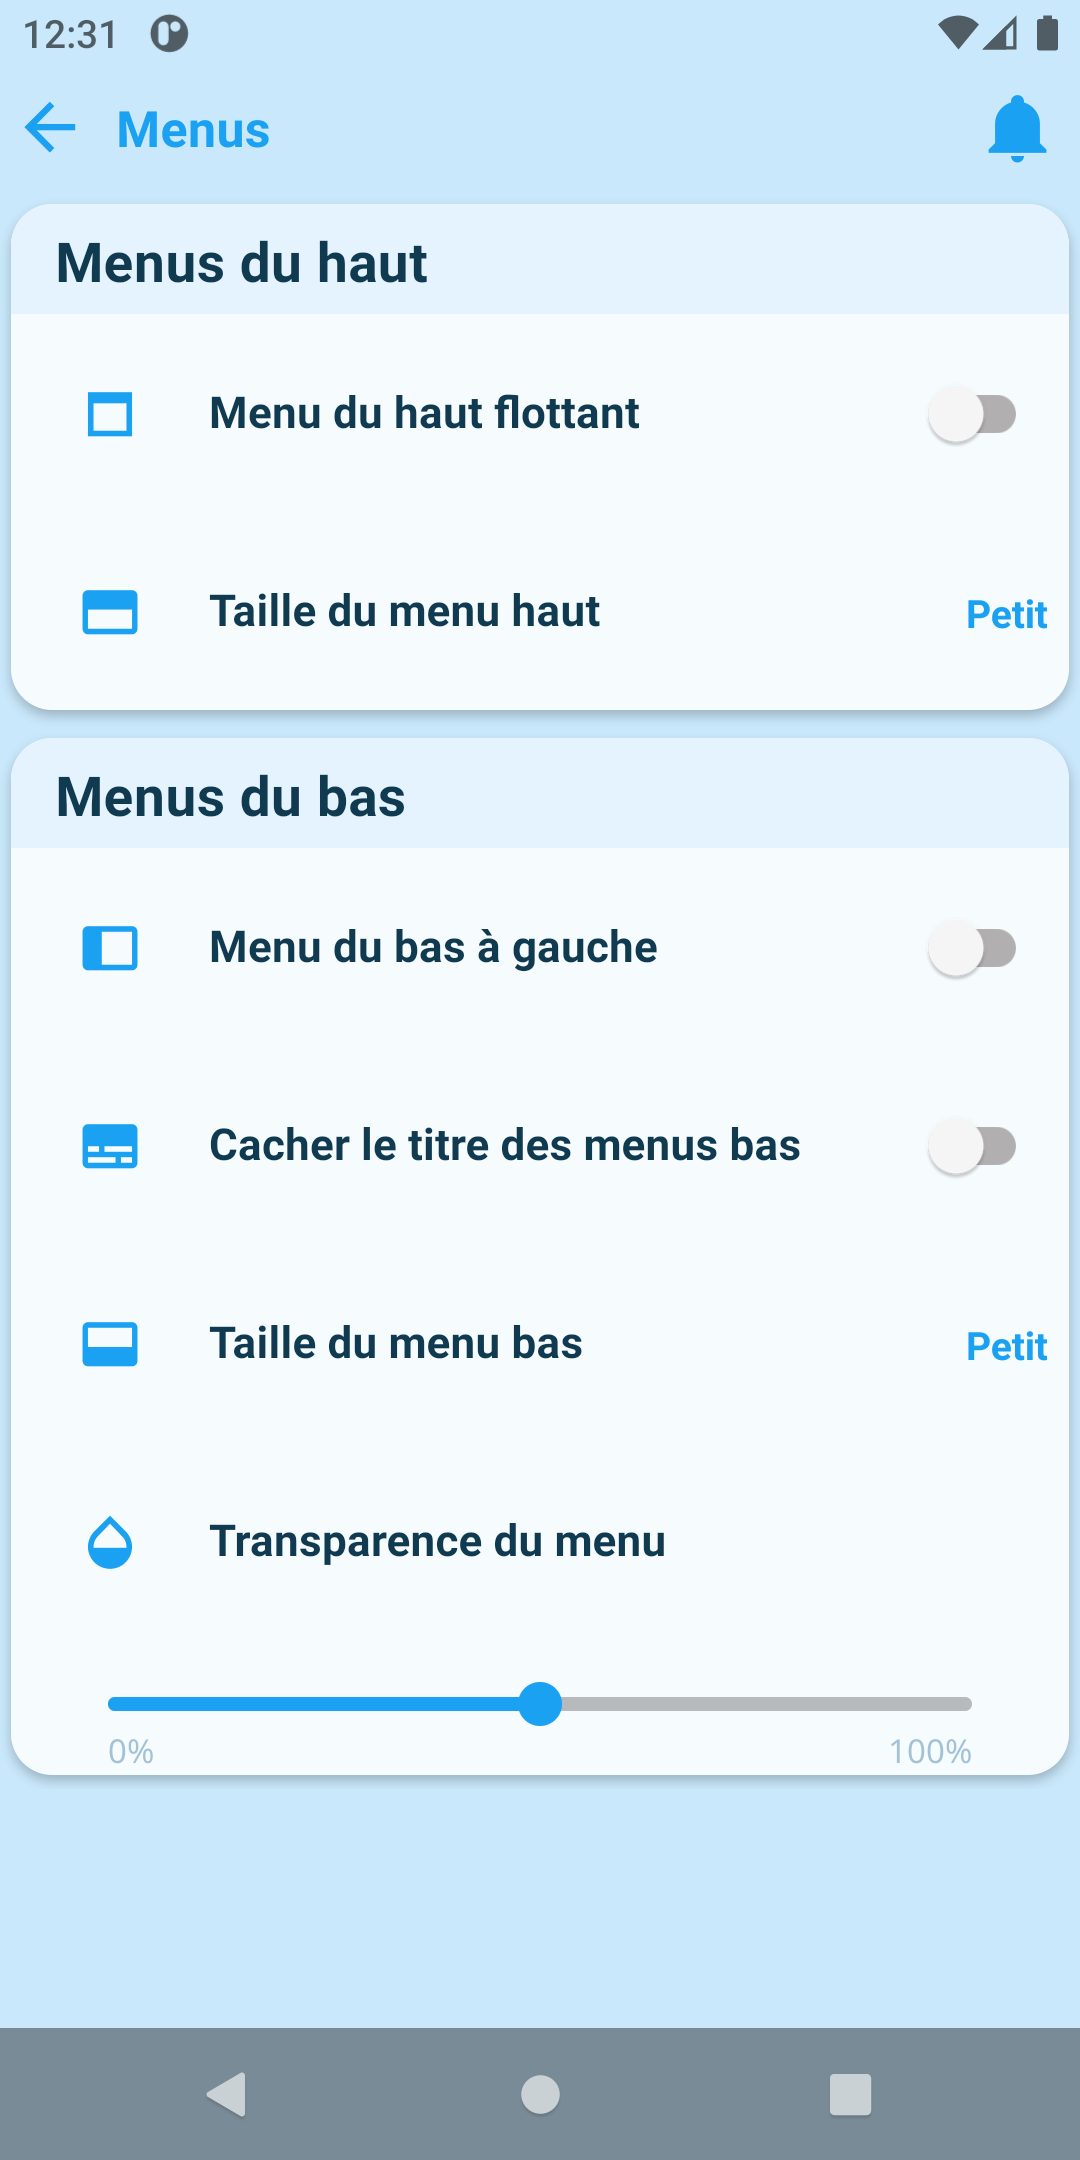 12:31
Menus
Menus du haut
Menu du haut flottant
Taille du menu haut
Petit
Menus du bas
Menu du bas à gauche
Cacher le titre des menus bas
Taille du menu bas
Petit
Transparence du menu
0% 100%